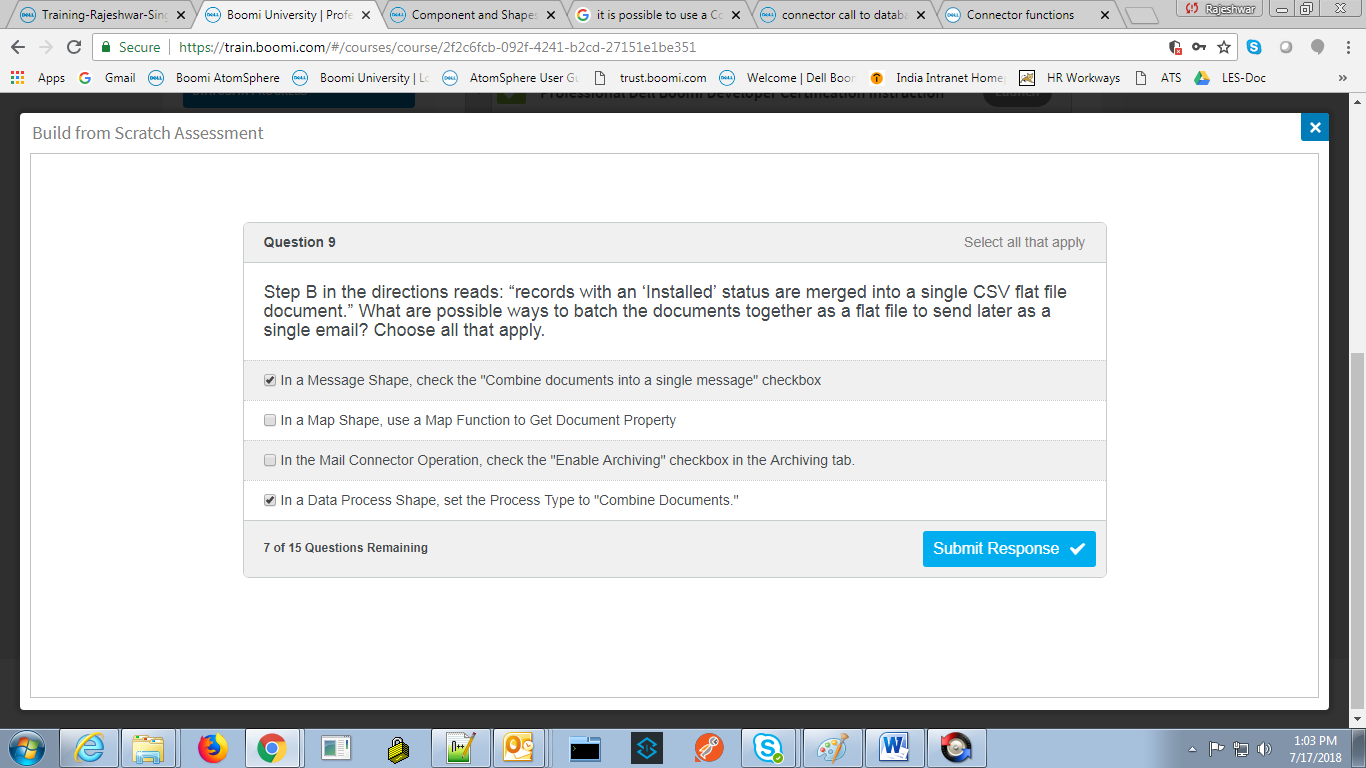 Training-Rajeshwar-Sin
Boomi University | Profe
Component and Shapes
it is possible to use a Co
connector call to databa
Connector functions
Rajeshwar
Secure
https://train.boomi.com/#/courses/course/2f2c6fcb-092f-4241-b2cd-27151e1be351
Apps
Gmail
Boomi AtomSphere
Boomi University | Lo
AtomSphere User Gu
trust.boomi.com
Welcome | Dell Boom
India Intranet Home
HR Workways
ATS
LES-Doc
»
Professional Dell Boomi Developer Certification Instruction
Launch
Build from Scratch Assessment
Question 9
Select all that apply
Step B in the directions reads: “records with an ‘Installed’ status are merged into a single CSV flat file
document.” What are possible ways to batch the documents together as a flat file to send later as a
single email? Choose all that apply.
In a Message Shape, check the "Combine documents into a single message" checkbox
In a Map Shape, use a Map Function to Get Document Property
In the Mail Connector Operation, check the "Enable Archiving" checkbox in the Archiving tab.
In a Data Process Shape, set the Process Type to "Combine Documents."
7 of 15 Questions Remaining
Submit Response
1:03 PM
7/17/2018